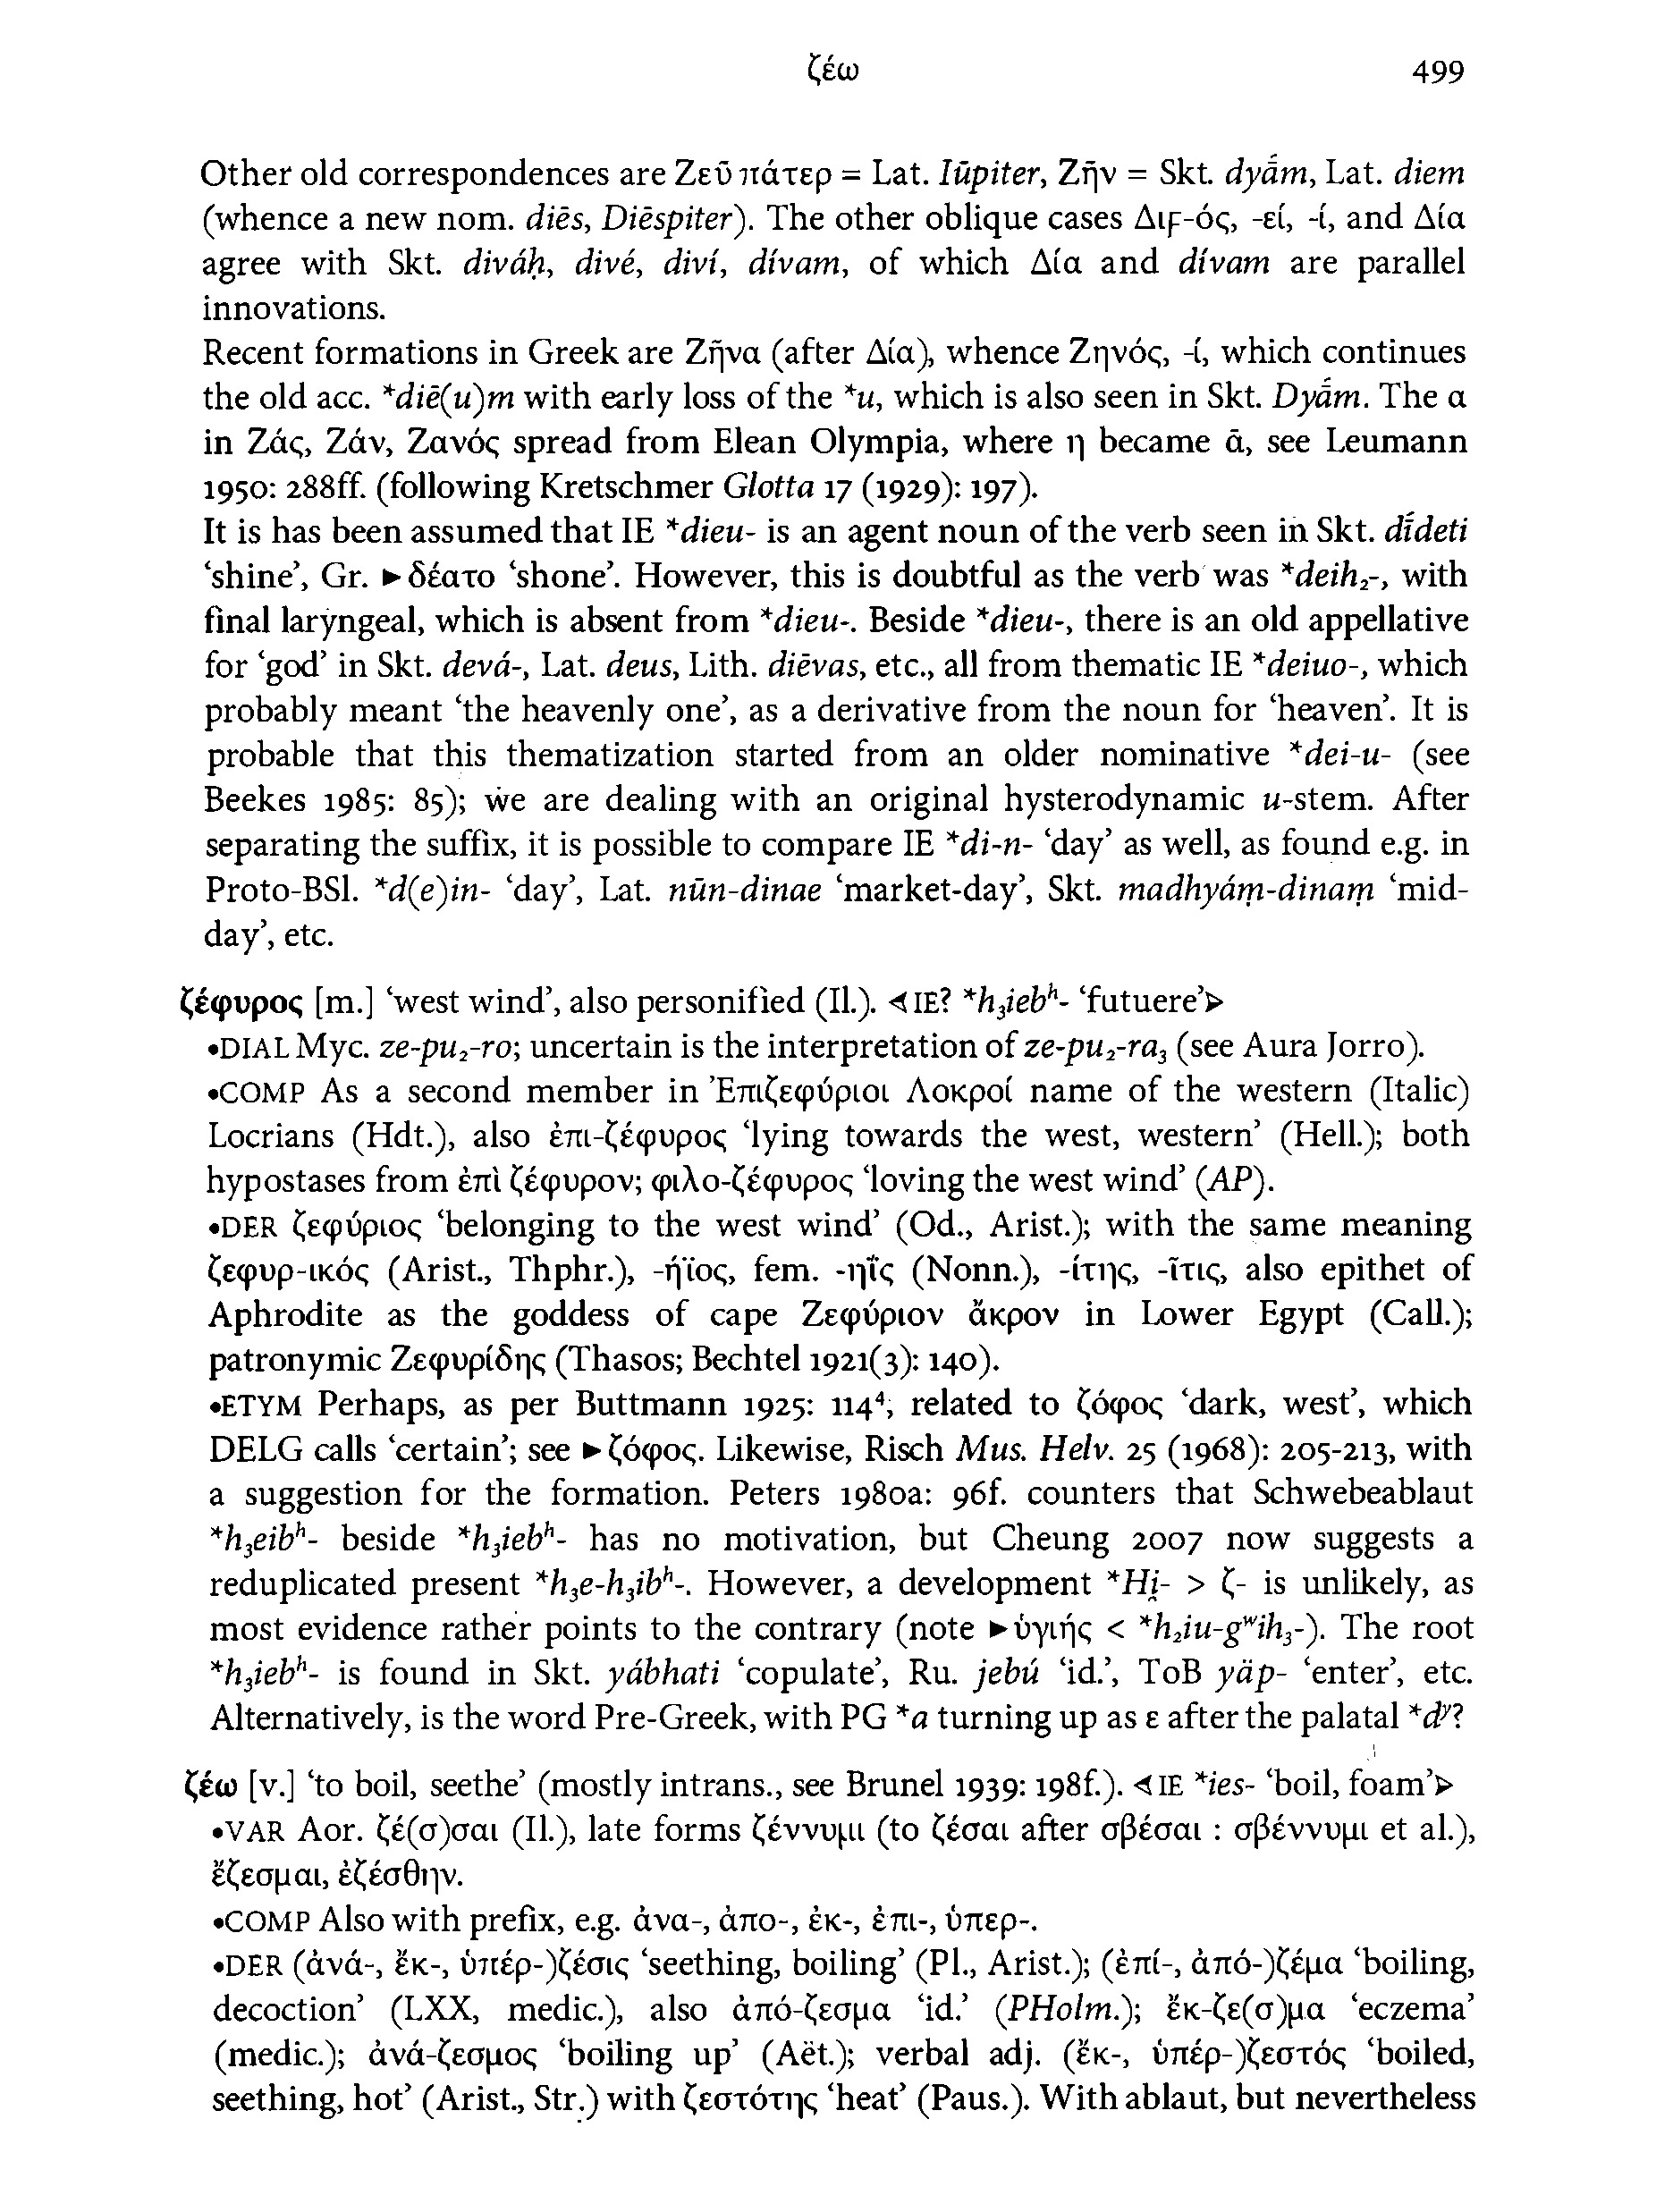 ζέω 499
Other old correspondences are Ζεῦ πάτερ = Lat. Iūpiter, Ζῆν = Skt. dyā́m, Lat. diem
(whence a new nom. diēs, Diēspiter). The other oblique cases Διϝ-ός, -εί, -ί, and Δία
agree with Skt. diváḥ, divé, diví, dívam, of which Δία and dívam are parallel
innovations.
Recent formations in Greek are Ζῆνα (after Δία), whence Ζηνός, -ί, which continues
the old acc. *diē(u)m with early loss of the *u, which is also seen in Skt. Dyā́m. The α
in Ζάς, Ζάν, Ζανός spread from Elean Olympia, where η became ᾱ, see Leumann
1950: 288ff. (following Kretschmer Glotta 17 (1929): 197).
It is has been assumed that IE *dieu- is an agent noun of the verb seen in Skt. dī́deti
‘shine’, Gr. ►δέατο ‘shone’. However, this is doubtful as the verb was *deih₂-, with
final laryngeal, which is absent from *dieu-. Beside *dieu-, there is an old appellative
for ‘god’ in Skt. devá-, Lat. deus, Lith. diēvas, etc., all from thematic IE *deiuo-, which
probably meant ‘the heavenly one’, as a derivative from the noun for ‘heaven’. It is
probable that this thematization started from an older nominative *dei-u- (see
Beekes 1985: 85); we are dealing with an original hysterodynamic u-stem. After
separating the suffix, it is possible to compare IE *di-n- ‘day’ as well, as found e.g. in
Proto-BSl. *d(e)in- ‘day’, Lat. nūn-dinae ‘market-day’, Skt. madhyáṃ-dinaṃ ‘mid-
day’, etc.
ζέφυρος [m.] ‘west wind’, also personified (Il.). ⋖IE? *h₃iebʰ- ‘futuere’⋗
•DIAL Myc. ze-pu₂-ro; uncertain is the interpretation of ze-pu₂-ra₃ (see Aura Jorro).
•COMP As a second member in Ἐπιζεφύριοι Λοκροί name of the western (Italic)
Locrians (Hdt.), also ἐπι-ζέφυρος ‘lying towards the west, western’ (Hell.); both
hypostases from ἐπὶ ζέφυρον; φιλο-ζέφυρος ‘loving the west wind’ (AP).
•DER ζεφύριος ‘belonging to the west wind’ (Od., Arist.); with the same meaning
ζεφυρ-ικός (Arist., Thphr.), -ήϊος, fem. -ηΐς (Nonn.), -ίτης, -ῖτις, also epithet of
Aphrodite as the goddess of cape Ζεφύριον ἄκρον in Lower Egypt (Call.);
patronymic Ζεφυρίδης (Thasos; Bechtel 1921(3): 140).
•ETYM Perhaps, as per Buttmann 1925: 114⁴, related to ζόφος ‘dark, west’, which
DELG calls ‘certain’; see ►ζόφος. Likewise, Risch Mus. Helv. 25 (1968): 205-213, with
a suggestion for the formation. Peters 1980a: 96f. counters that Schwebeablaut
*h₃eibʰ- beside *h₃iebʰ- has no motivation, but Cheung 2007 now suggests a
reduplicated present *h₃e-h₃ibʰ-. However, a development *Hi̯- > ζ- is unlikely, as
most evidence rather points to the contrary (note ►ὑγιής < *h₂iu-gʷih₃-). The root
*h₃iebʰ- is found in Skt. yábhati ‘copulate’, Ru. jebú ‘id.’, ToB yäp- ‘enter’, etc.
Alternatively, is the word Pre-Greek, with PG *a turning up as ε after the palatal *dʸ?
ζέω [v.] ‘to boil, seethe’ (mostly intrans., see Brunel 1939: 198f.). ⋖IE *ies- ‘boil, foam’⋗
•VAR Aor. ζέ(σ)σαι (Il.), late forms ζέννυμι (to ζέσαι after σβέσαι : σβέννυμι et al.),
ἔζεσμαι, ἐζέσθην.
•COMP Also with prefix, e.g. ἀνα-, ἀπο-, ἐκ-, ἐπι-, ὑπερ-.
•DER (ἀνά-, ἔκ-, ὑπέρ-)ζέσις ‘seething, boiling’ (Pl., Arist.); (ἐπί-, ἀπό-)ζέμα ‘boiling,
decoction’ (LXX, medic.), also ἀπό-ζεσμα ‘id.’ (PHolm.); ἔκ-ζε(σ)μα ‘eczema’
(medic.); ἀνά-ζεσμος ‘boiling up’ (Aët.); verbal adj. (ἔκ-, ὑπέρ-)ζεστός ‘boiled,
seething, hot’ (Arist., Str.) with ζεστότης ‘heat’ (Paus.). With ablaut, but nevertheless